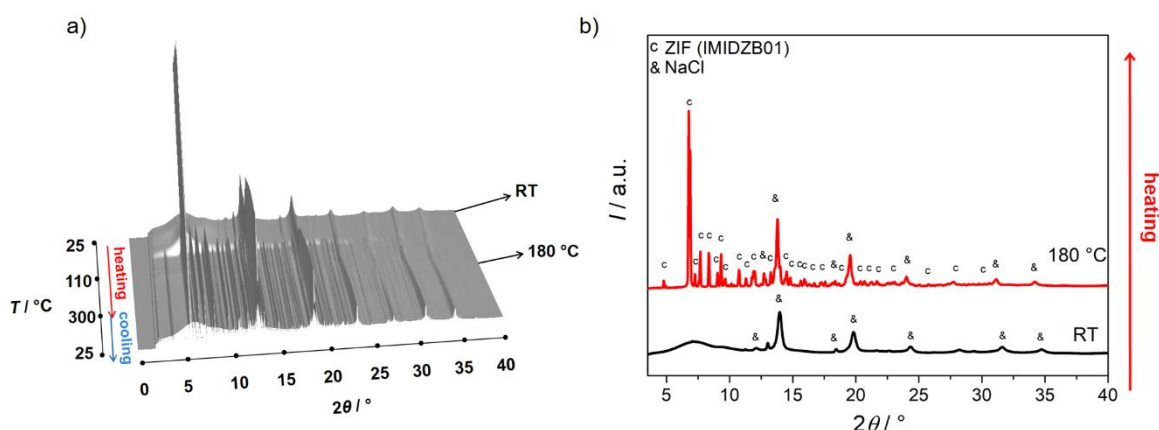 a)
RT
180 °C
25
110
300
25
heating
cooling
T / °C
0 5 10 15 20 25 30 35 40
2θ / °
b)
c ZIF (IMIDZB01)
& NaCl
c
c c c c c c c c c & c & c c c c c c & c & c c c c & c c c & &
180 °C
& & & & & & &
RT
I / a.u.
5 10 15 20 25 30 35 40
2θ / °
heating